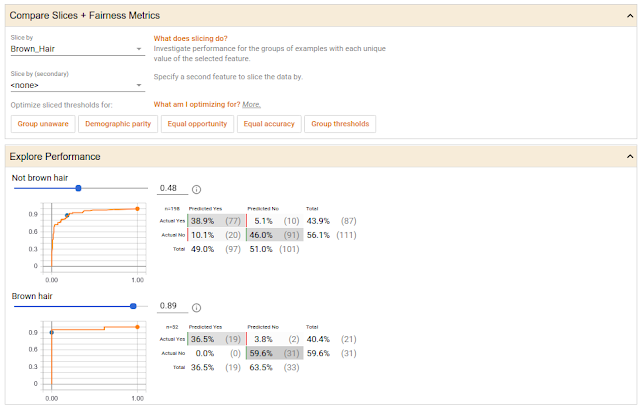 Compare Slices + Fairness Metrics
Slice by
Brown_Hair
What does slicing do?
Investigate performance for the groups of examples with each unique
value of the selected feature.
Slice by (secondary)
<none>
Specify a second feature to slice the data by.
Optimize sliced thresholds for:
What am I optimizing for? More.
Group unaware
Demographic parity
Equal opportunity
Equal accuracy
Group thresholds
Explore Performance
Not brown hair
0.48
n=198 Predicted Yes Predicted No Total
Actual Yes 38.9% (77) 5.1% (10) 43.9% (87)
Actual No 10.1% (20) 46.0% (91) 56.1% (111)
Total 49.0% (97) 51.0% (101)
0.9
0.6
0.3
0
0.00 1.00
Brown hair
0.89
n=52 Predicted Yes Predicted No Total
Actual Yes 36.5% (19) 3.8% (2) 40.4% (21)
Actual No 0.0% (0) 59.6% (31) 59.6% (31)
Total 36.5% (19) 63.5% (33)
0.9
0.6
0.3
0
0.00 1.00